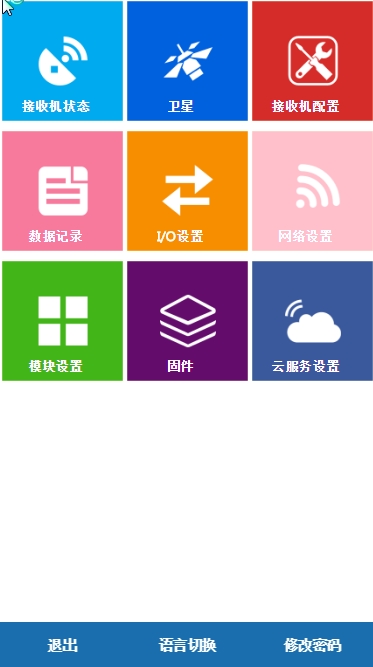 接收机状态
卫星
接收机配置
数据记录
I/O设置
网络设置
模块设置
固件
云服务设置
退出
语言切换
修改密码